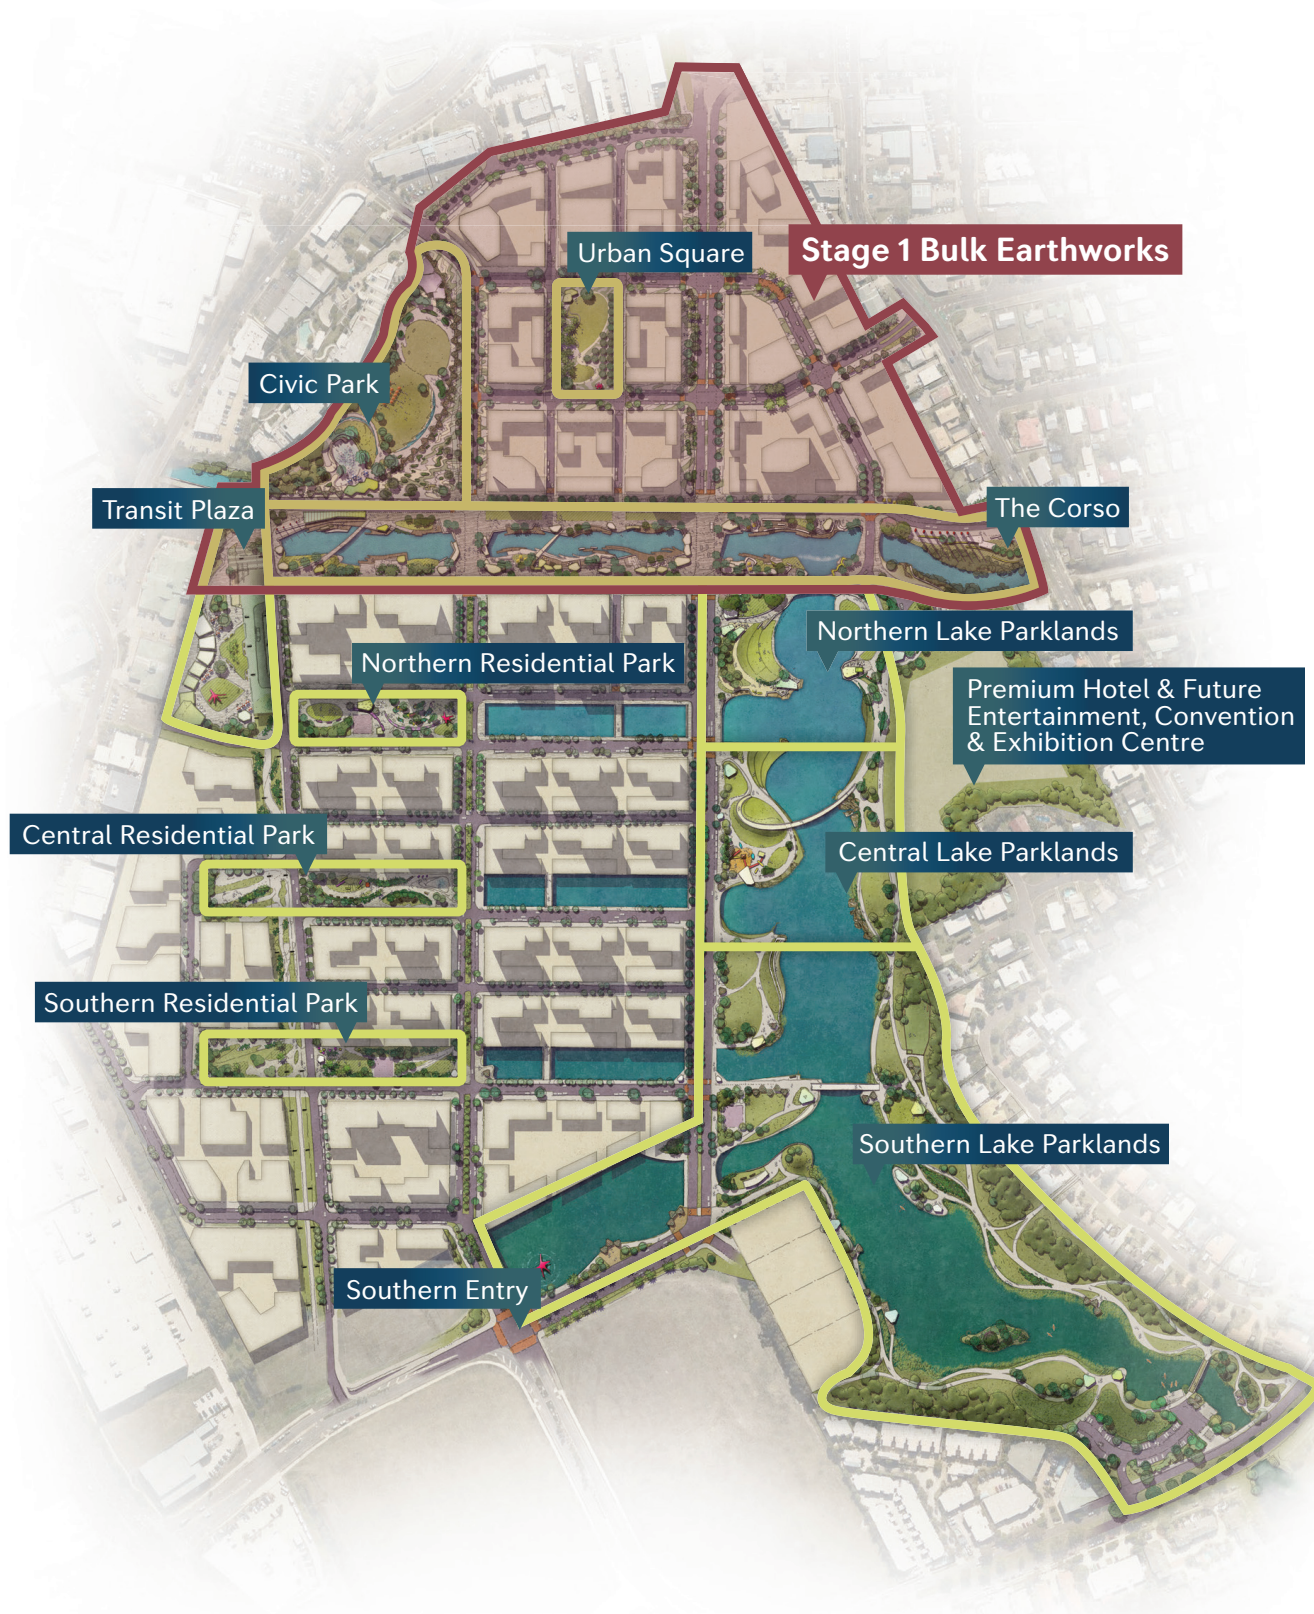 Urban Square
Stage 1 Bulk Earthworks
Civic Park
Transit Plaza
The Corso
Northern Lake Parklands
Northern Residential Park
Premium Hotel & Future
Entertainment, Convention
& Exhibition Centre
Central Residential Park
Central Lake Parklands
Southern Residential Park
Southern Lake Parklands
Southern Entry